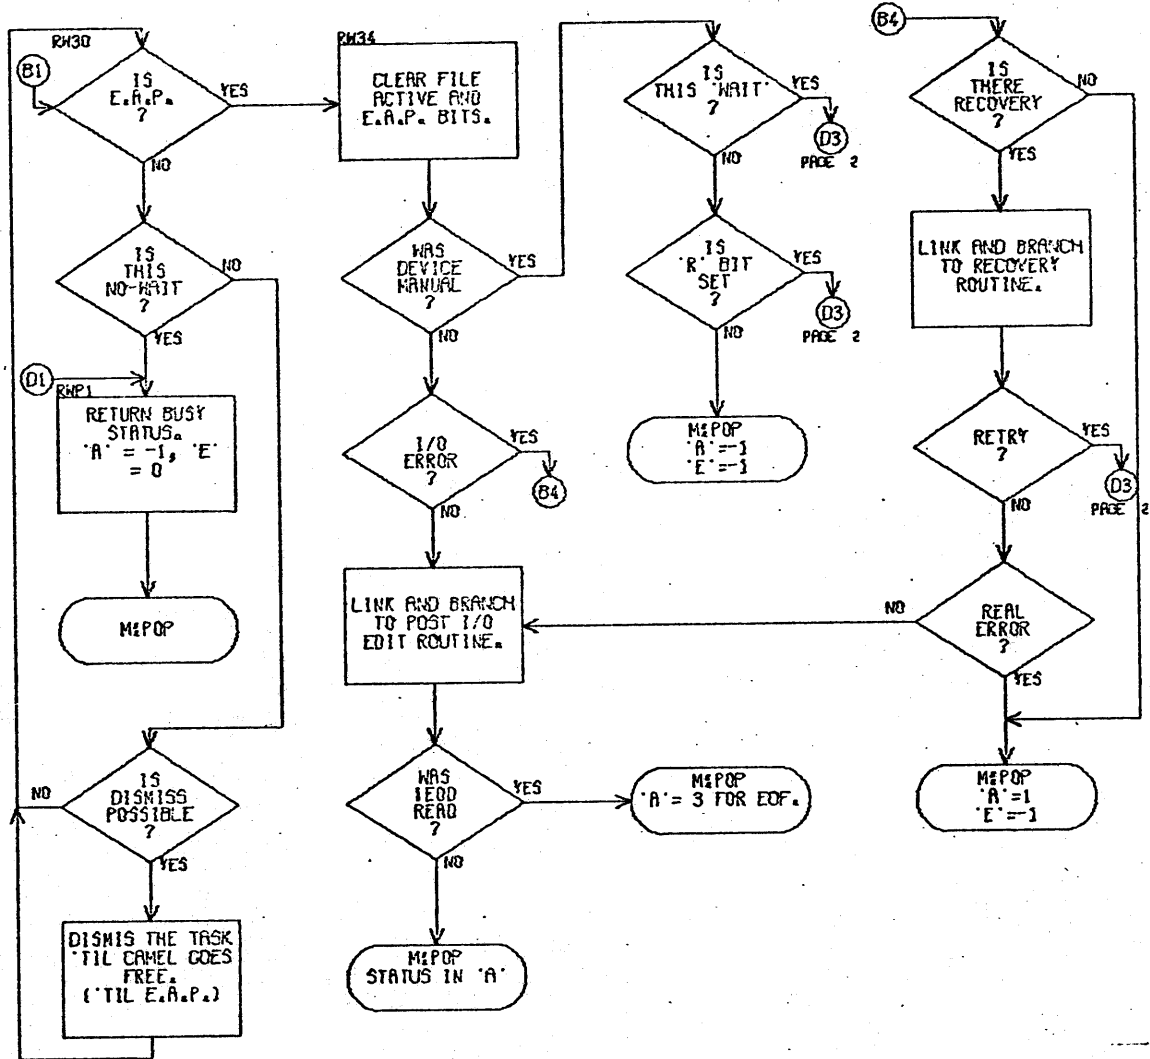 RW30
B1
IS
E.A.P.
?
YES
NO
IS
THIS
NO-WAIT
?
NO
YES
D1
RWP1
RETURN BUSY
STATUS.
'A' = -1, 'E'
= 0
M:POP
IS
DISMISS
POSSIBLE
?
NO
YES
DISMIS THE TASK
'TIL CAMEL GOES
FREE.
('TIL E.A.P.)
RW34
CLEAR FILE
ACTIVE AND
E.A.P. BITS.
WAS
DEVICE
MANUAL
?
YES
NO
I/O
ERROR
?
YES
B4
NO
LINK AND BRANCH
TO POST I/O
EDIT ROUTINE.
WAS
IEOD
READ
?
YES
NO
M:POP
'A'= 3 FOR EOF.
M:POP
STATUS IN 'A'
IS
THIS 'WAIT'
?
YES
D3
PAGE 2
NO
IS
'R' BIT
SET
?
YES
D3
PAGE 2
NO
M:POP
'A'=-1
'E'=-1
B4
IS
THERE
RECOVERY
?
NO
YES
LINK AND BRANCH
TO RECOVERY
ROUTINE.
RETRY
?
YES
D3
PAGE 2
NO
REAL
ERROR
?
NO
YES
M:POP
'A'=1
'E'=-1